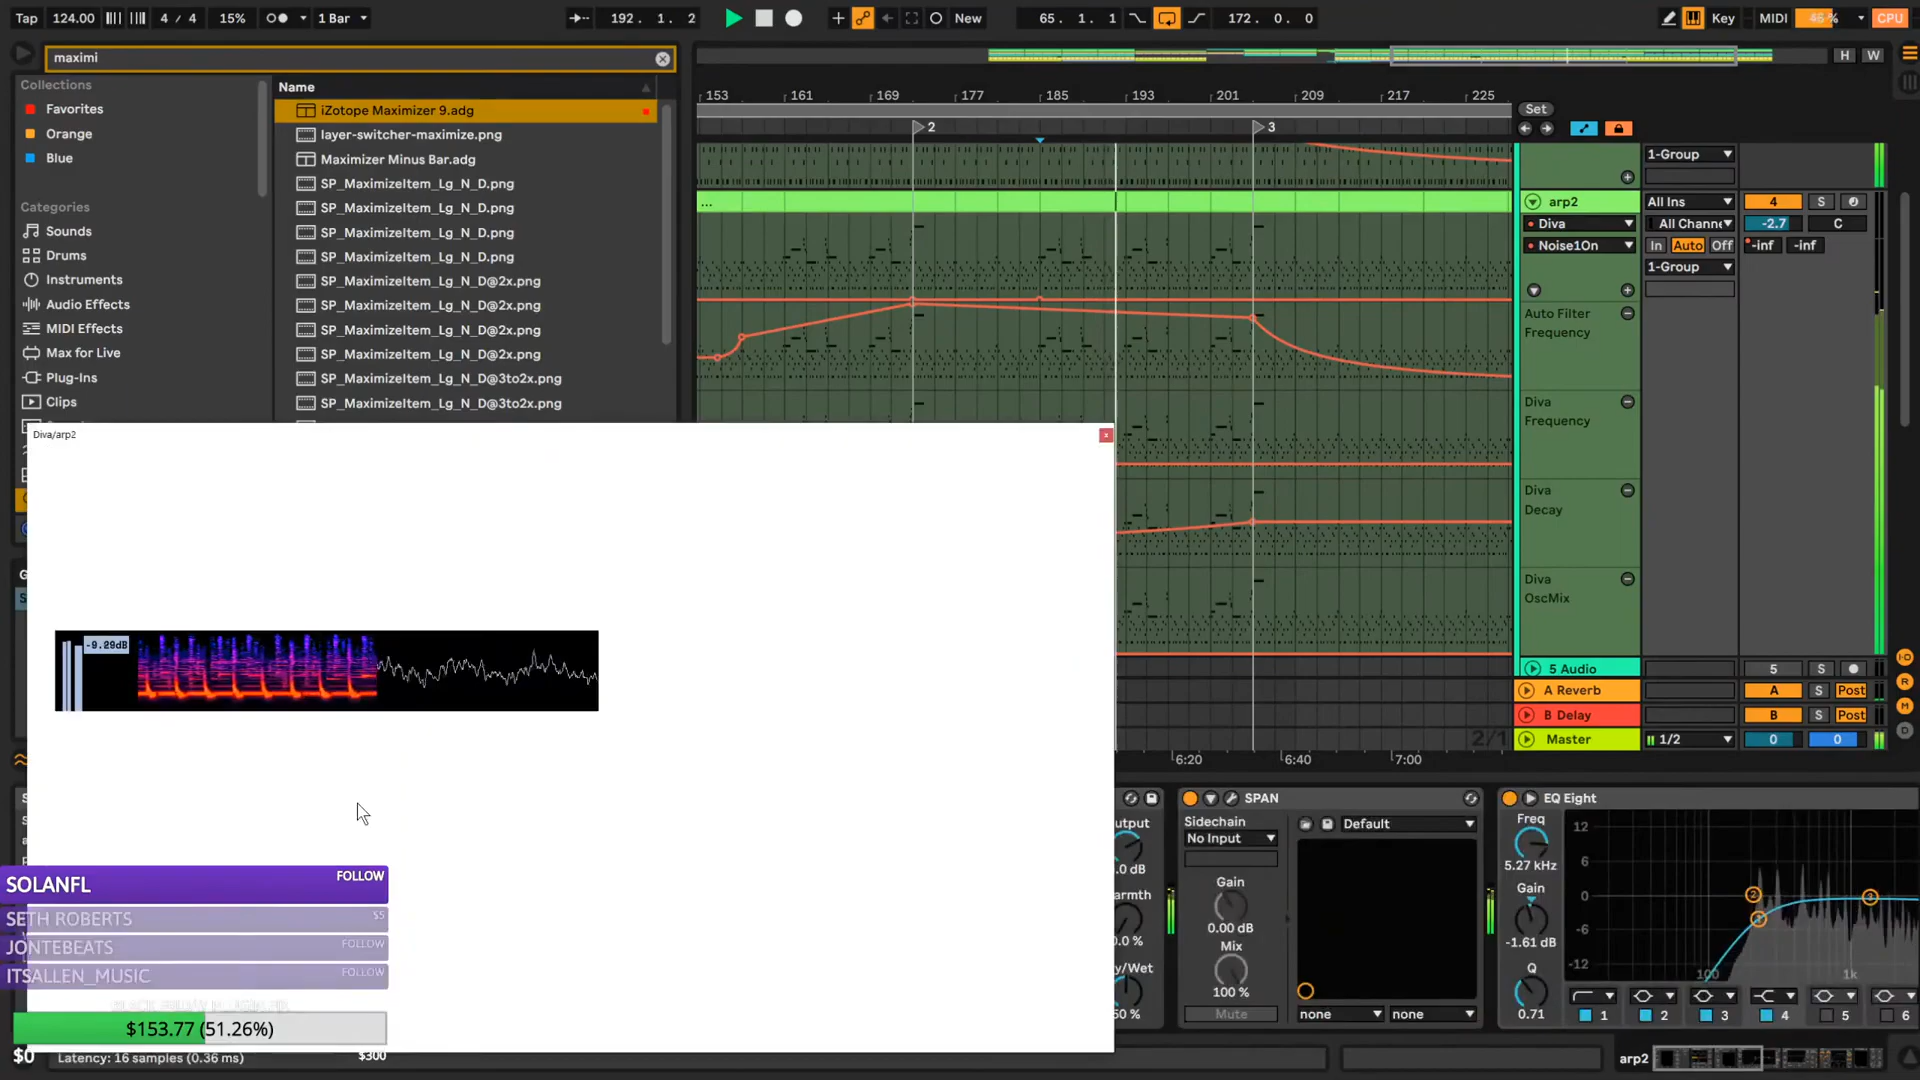 Tap 124.00 4 / 4 15% 1 Bar 192. 1. 2 New 65. 1. 1 172. 0. 0 Key MIDI 45 % CPU
maximi
H W
Collections
Favorites
Orange
Blue
Categories
Sounds
Drums
Instruments
Audio Effects
MIDI Effects
Max for Live
Plug-Ins
Clips
Name
iZotope Maximizer 9.adg
layer-switcher-maximize.png
Maximizer Minus Bar.adg
SP_MaximizeItem_Lg_N_D.png
SP_MaximizeItem_Lg_N_D.png
SP_MaximizeItem_Lg_N_D.png
SP_MaximizeItem_Lg_N_D.png
SP_MaximizeItem_Lg_N_D@2x.png
SP_MaximizeItem_Lg_N_D@2x.png
SP_MaximizeItem_Lg_N_D@2x.png
SP_MaximizeItem_Lg_N_D@2x.png
SP_MaximizeItem_Lg_N_D@3to2x.png
SP_MaximizeItem_Lg_N_D@3to2x.png
153 161 169 177 185 193 201 209 217 225
2 3
...
Set
1-Group
arp2 All Ins 4 S
Diva All Channe -2.7 C
Noise1On In Auto Off -inf -inf
1-Group
Auto Filter
Frequency
Diva
Frequency
Diva
Decay
Diva
OscMix
5 Audio 5 S
A Reverb A S Post
B Delay B S Post
2/1 Master 1/2 0 0
6:20 6:40 7:00
Diva/arp2
-9.29dB
SOLANFL FOLLOW
SETH ROBERTS $5
JONTEBEATS FOLLOW
ITSALLEN_MUSIC FOLLOW
$153.77 (51.26%)
$0 Latency: 16 samples (0.36 ms) $300
SPAN
Sidechain
No Input
Gain
0.00 dB
Mix
100 %
Mute
Default
none none
EQ Eight
Freq
5.27 kHz
Gain
-1.61 dB
Q
0.71
12
6
0
-6
-12
100 1k
1 2 3 4 5 6
arp2